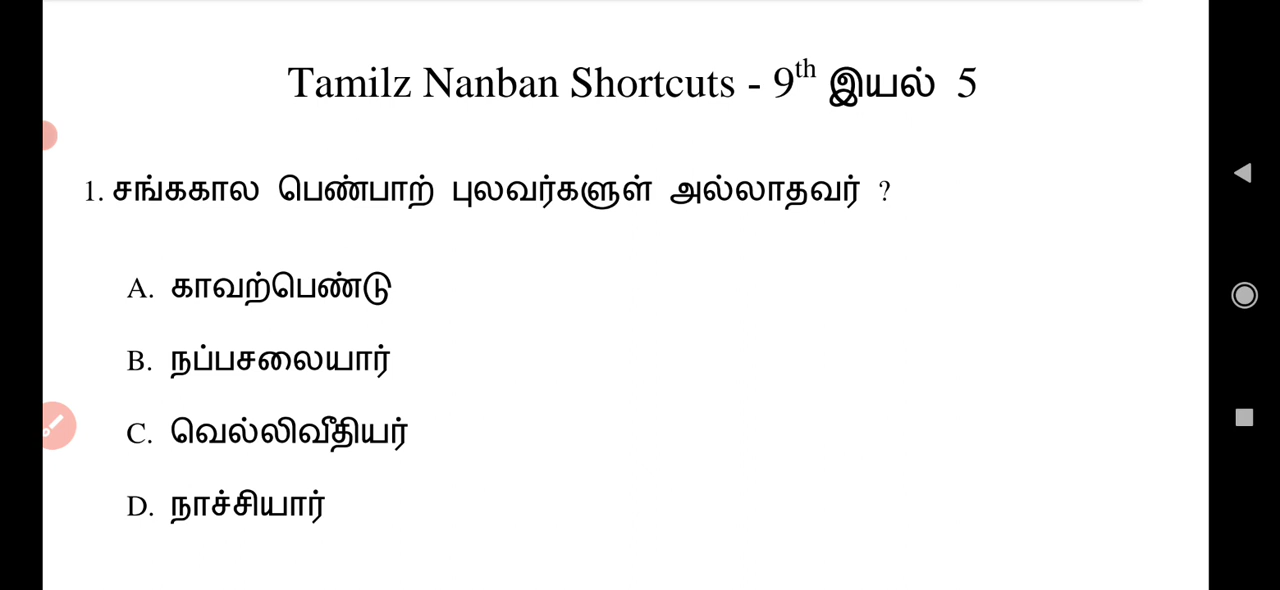 Tamilz Nanban Shortcuts - 9th இயல் 5
1. சங்ககால பெண்பாற் புலவர்களுள் அல்லாதவர் ?
A. காவற்பெண்டு
B. நப்பசலையார்
C. வெல்லிவீதியர்
D. நாச்சியார்